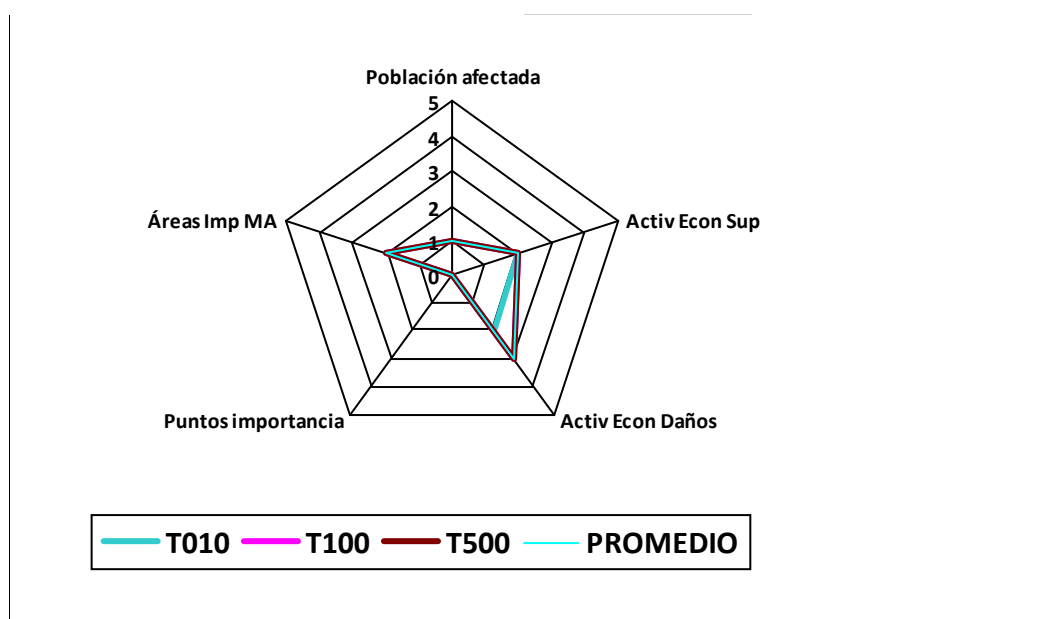 Población afectada
5
4
3
2
1
0
Áreas Imp MA
Activ Econ Sup
Puntos importancia
Activ Econ Daños
T010 T100 T500 PROMEDIO